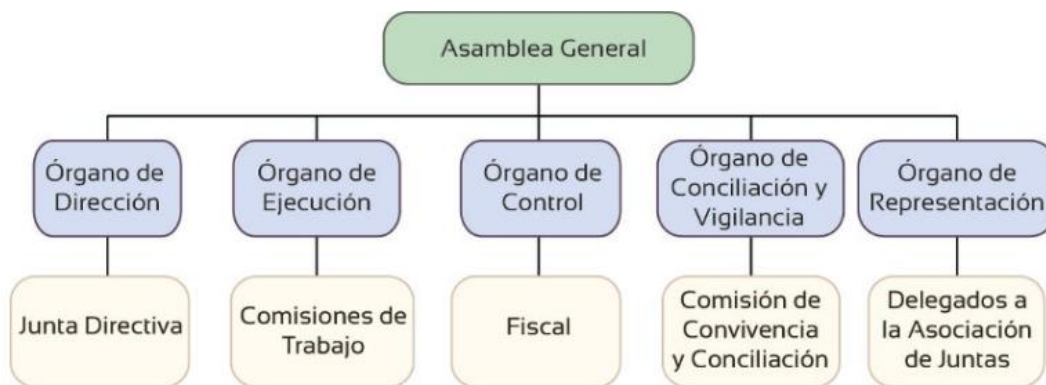 Asamblea General
Órgano de
Dirección
Órgano de
Ejecución
Órgano de
Control
Órgano de
Conciliación y
Vigilancia
Órgano de
Representación
Junta Directiva
Comisiones de
Trabajo
Fiscal
Comisión de
Convivencia
y Conciliación
Delegados a
la Asociación
de Juntas